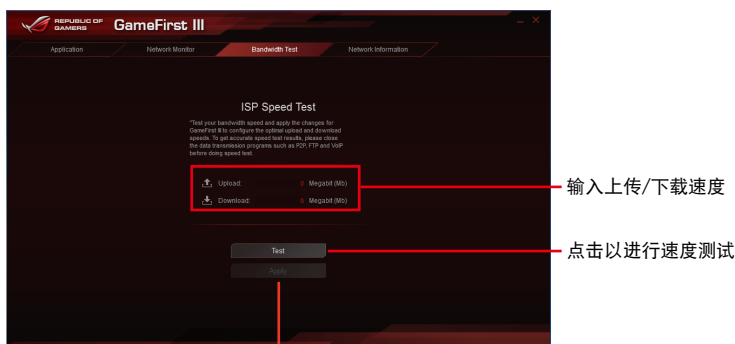 REPUBLIC OF
GAMERS
GameFirst III
Application
Network Monitor
Bandwidth Test
Network Information
ISP Speed Test
*Test your bandwidth speed and apply the changes for
GameFirst III to configure the optimal upload and download
speeds. To get accurate speed test results, please close
the data transmission programs such as P2P, FTP and VoIP
before doing speed test.
Upload: 0 Megabit (Mb)
输入上传/下载速度
Download: 0 Megabit (Mb)
Test
点击以进行速度测试
Apply